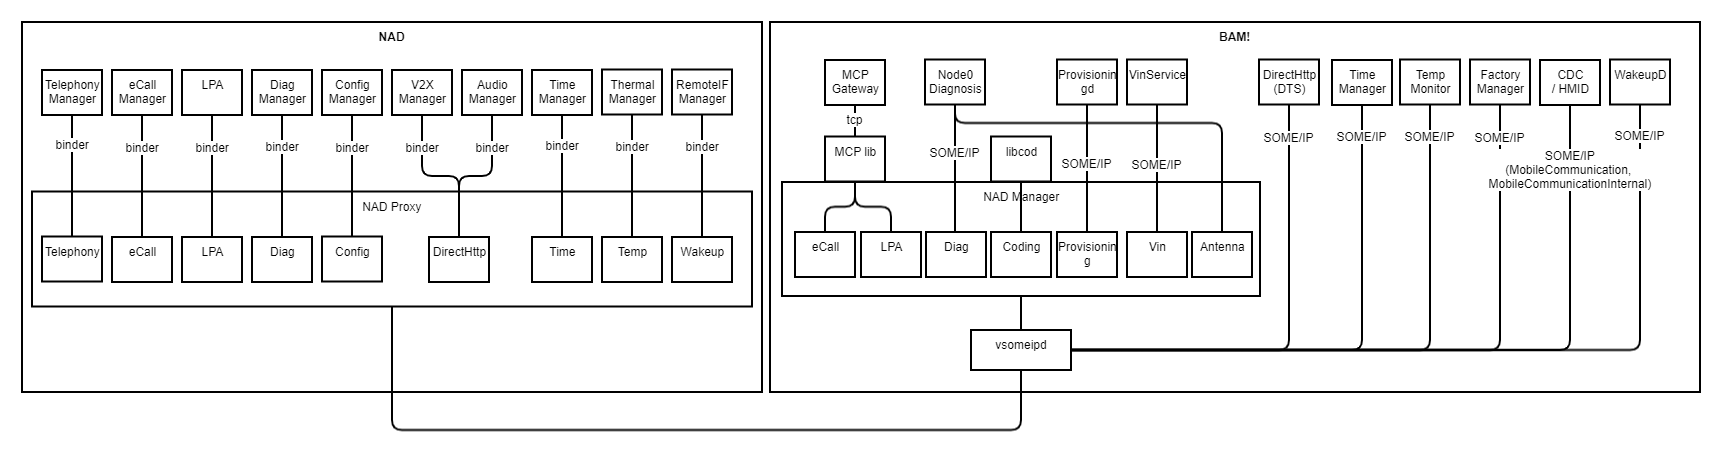 NAD
BAM!
Telephony
Manager
eCall
Manager
LPA
Diag
Manager
Config
Manager
V2X
Manager
Audio
Manager
Time
Manager
Thermal
Manager
RemoteIF
Manager
MCP
Gateway
Node0
Diagnosis
Provisionin
gd
VinService
DirectHttp
(DTS)
Time
Manager
Temp
Monitor
Factory
Manager
CDC
/ HMID
WakeupD
binder
binder
binder
binder
binder
binder
binder
binder
binder
binder
tcp
MCP lib
SOME/IP
libcod
SOME/IP
SOME/IP
SOME/IP
SOME/IP
SOME/IP
SOME/IP
SOME/IP
SOME/IP
(MobileCommunication,
MobileCommunicationInternal)
NAD Proxy
NAD Manager
Telephony
eCall
LPA
Diag
Config
DirectHttp
Time
Temp
Wakeup
eCall
LPA
Diag
Coding
Provisionin
g
Vin
Antenna
vsomeipd